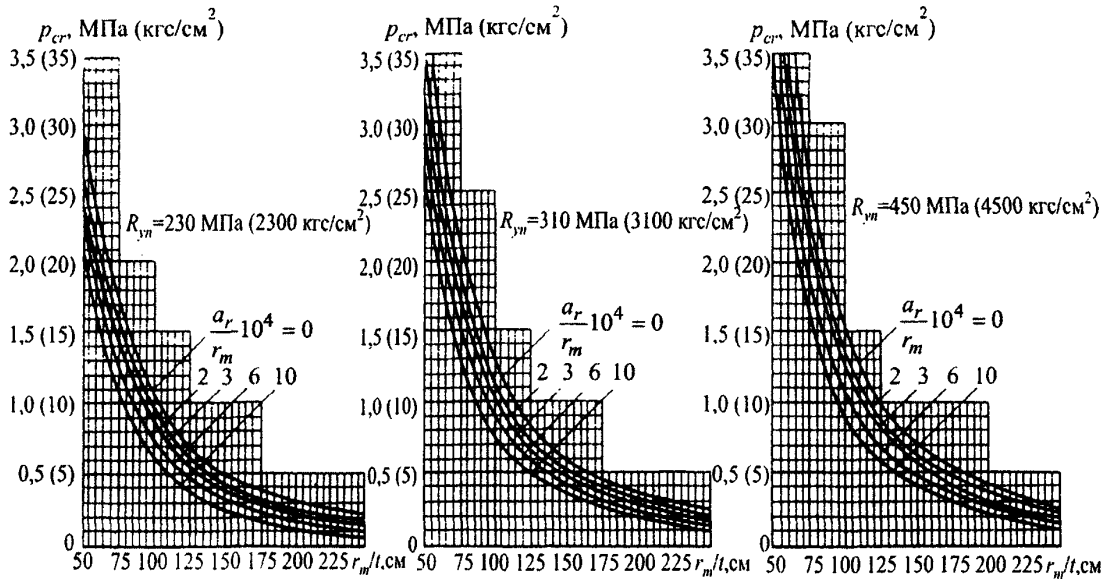 p_cr, МПа (кгс/см²)
3,5 (35)
3.0 (30)
2,5 (25)
2,0 (20)
1,5 (15)
1,0 (10)
0,5 (5)
0
R_yn=230 МПа (2300 кгс/см²)
a_r/r_m 10⁴ = 0
2 3 6 10
50 75 100 125 150 175 200 225 r_m/t,см
p_cr, МПа (кгс/см²)
3,5 (35)
3.0 (30)
2,5 (25)
2,0 (20)
1,5 (15)
1,0 (10)
0,5 (5)
0
R_yn=310 МПа (3100 кгс/см²)
a_r/r_m 10⁴ = 0
2 3 6 10
50 75 100 125 150 175 200 225 r_m/t,см
p_cr, МПа (кгс/см²)
3,5 (35)
3.0 (30)
2,5 (25)
2,0 (20)
1,5 (15)
1,0 (10)
0,5 (5)
0
R_yn=450 МПа (4500 кгс/см²)
a_r/r_m 10⁴ = 0
2 3 6 10
50 75 100 125 150 175 200 225 r_m/t,см